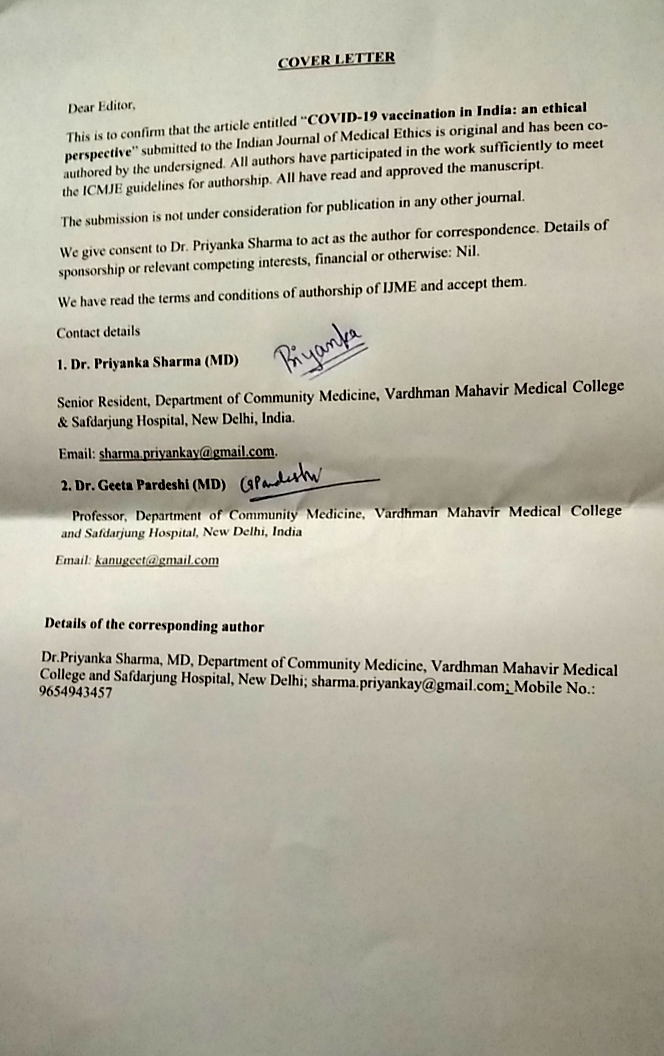 COVER LETTER
Dear Editor,
This is to confirm that the article entitled “COVID-19 vaccination in India: an ethical
perspective” submitted to the Indian Journal of Medical Ethics is original and has been co-
authored by the undersigned. All authors have participated in the work sufficiently to meet
the ICMJE guidelines for authorship. All have read and approved the manuscript.
The submission is not under consideration for publication in any other journal.
We give consent to Dr. Priyanka Sharma to act as the author for correspondence. Details of
sponsorship or relevant competing interests, financial or otherwise: Nil.
We have read the terms and conditions of authorship of IJME and accept them.
Contact details
Priyanka
1. Dr. Priyanka Sharma (MD)
Senior Resident, Department of Community Medicine, Vardhman Mahavir Medical College
& Safdarjung Hospital, New Delhi, India.
Email: sharma.priyankay@gmail.com.
2. Dr. Geeta Pardeshi (MD) GPardeshi
Professor, Department of Community Medicine, Vardhman Mahavir Medical College
and Safdarjung Hospital, New Delhi, India
Email: kanugeet@gmail.com
Details of the corresponding author
Dr.Priyanka Sharma, MD, Department of Community Medicine, Vardhman Mahavir Medical
College and Safdarjung Hospital, New Delhi; sharma.priyankay@gmail.com; Mobile No.:
9654943457